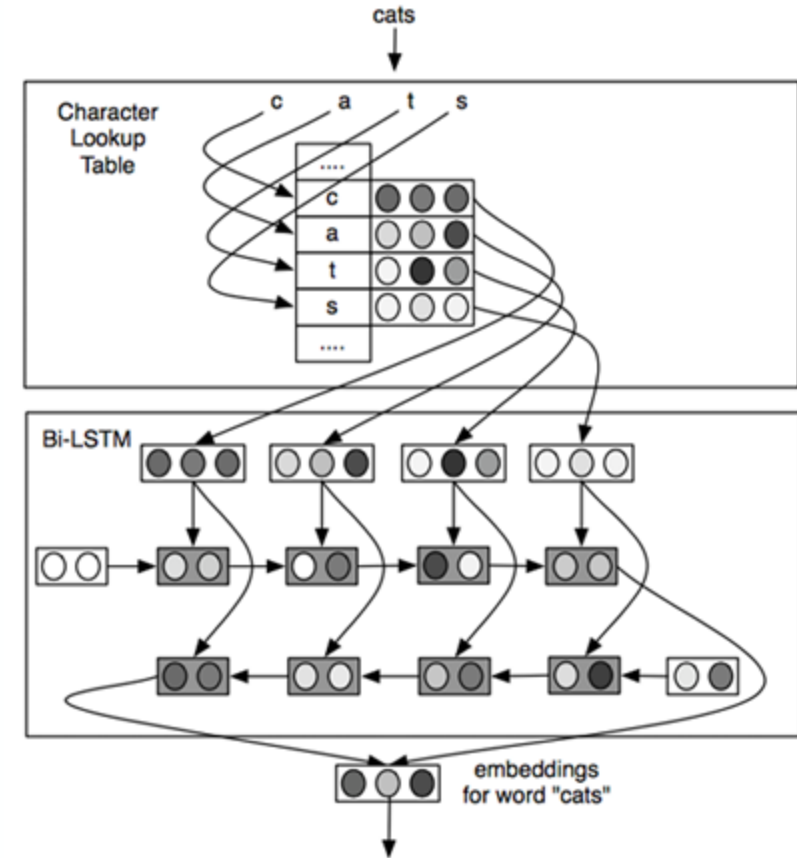 cats
Character
Lookup
Table
c a t s
....
c
a
t
s
....
Bi-LSTM
embeddings
for word "cats"